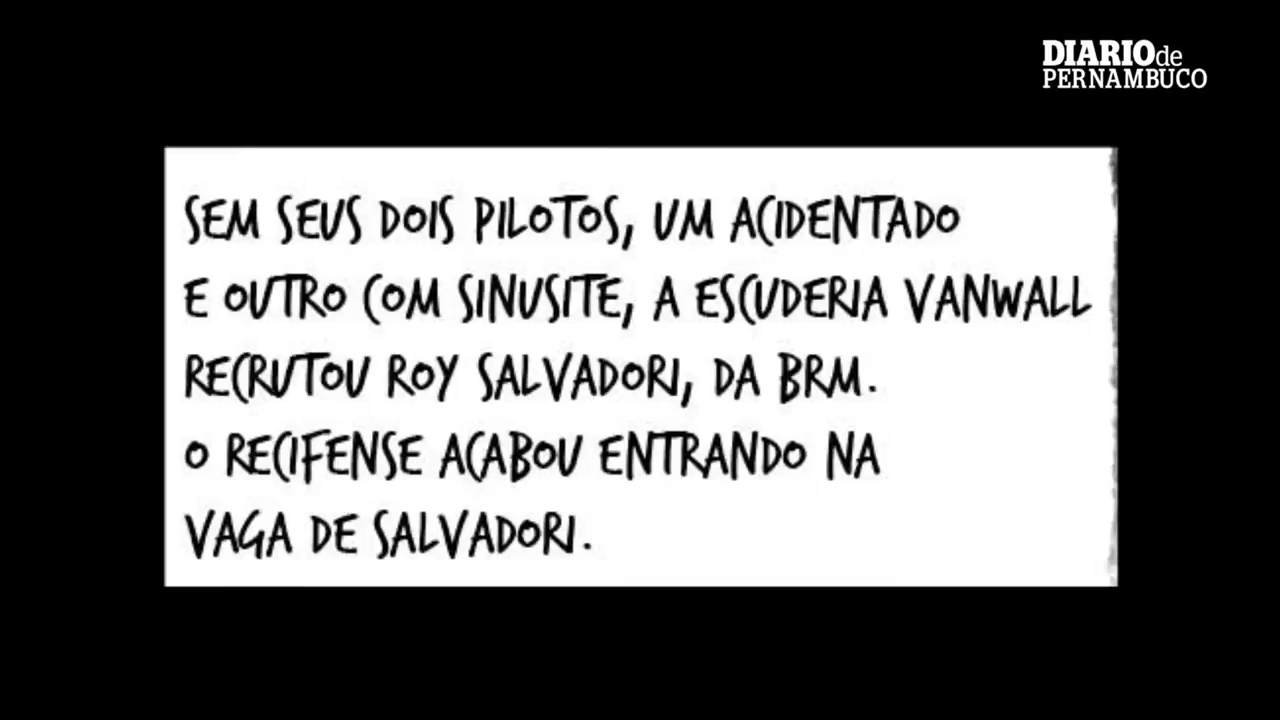 DIARIO de
PERNAMBUCO
SEM SEUS DOIS PILOTOS, UM ACIDENTADO
E OUTRO COM SINUSITE, A ESCUDERIA VANWALL
RECRUTOU ROY SALVADORI, DA BRM.
O RECIFENSE ACABOU ENTRANDO NA
VAGA DE SALVADORI.